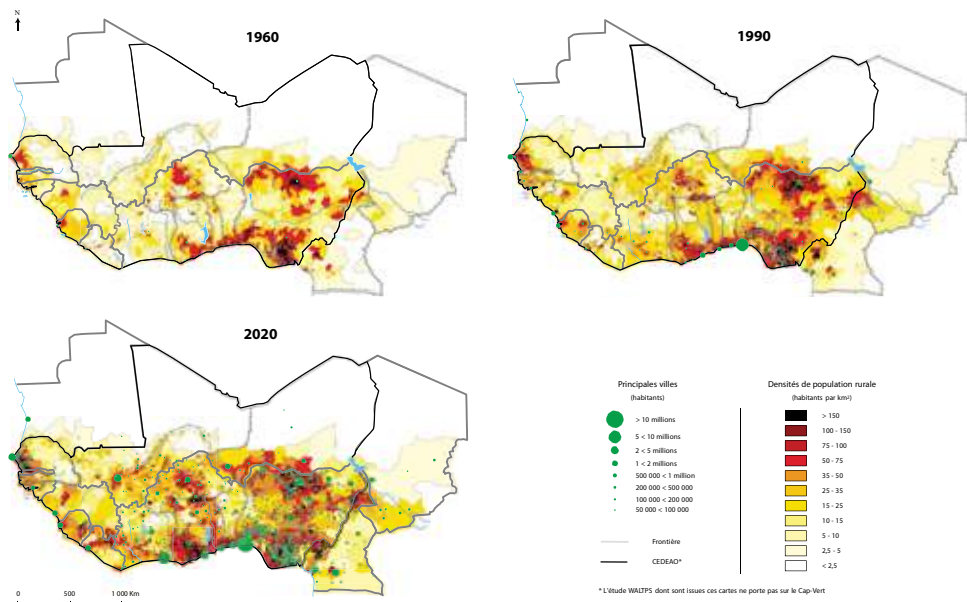 N
1960
1990
2020
Principales villes
(habitants)
> 10 millions
5 < 10 millions
2 < 5 millions
1 < 2 millions
500 000 < 1 million
200 000 < 500 000
100 000 < 200 000
50 000 < 100 000
Frontière
CEDEAO*
Densités de population rurale
(habitants par km²)
> 150
100 - 150
75 - 100
50 - 75
35 - 50
25 - 35
15 - 25
10 - 15
5 - 10
2,5 - 5
< 2,5
0 500 1 000 Km
* L'étude WALTPS dont sont issues ces cartes ne porte pas sur le Cap-Vert